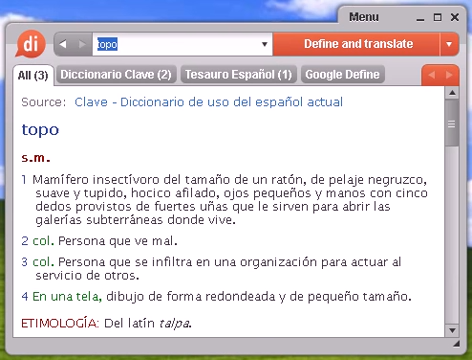 Menu
di
topo
Define and translate
All (3)
Diccionario Clave (2)
Tesauro Español (1)
Google Define
Source: Clave - Diccionario de uso del español actual
topo
s.m.
1 Mamífero insectívoro del tamaño de un ratón, de pelaje negruzco,
suave y tupido, hocico afilado, ojos pequeños y manos con cinco
dedos provistos de fuertes uñas que le sirven para abrir las
galerías subterráneas donde vive.
2 col. Persona que ve mal.
3 col. Persona que se infiltra en una organización para actuar al
servicio de otros.
4 En una tela, dibujo de forma redondeada y de pequeño tamaño.
ETIMOLOGÍA: Del latín talpa.